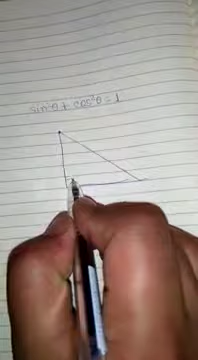 sin²θ + cos²θ = 1